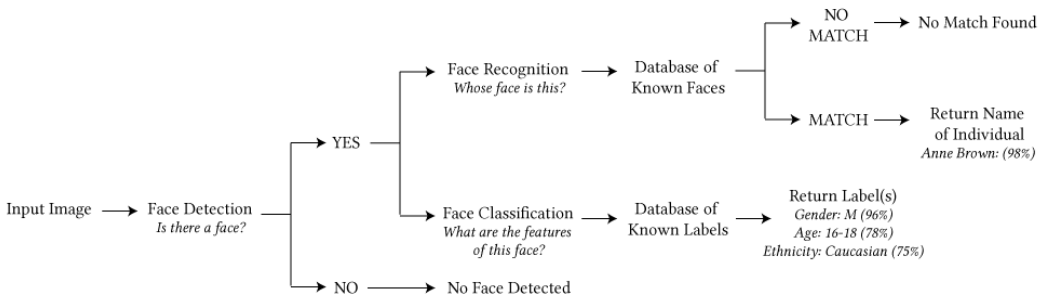 Input Image
Face Detection
Is there a face?
YES
Face Recognition
Whose face is this?
Database of
Known Faces
NO
MATCH
No Match Found
MATCH
Return Name
of Individual
Anne Brown: (98%)
Face Classification
What are the features
of this face?
Database of
Known Labels
Return Label(s)
Gender: M (96%)
Age: 16-18 (78%)
Ethnicity: Caucasian (75%)
NO
No Face Detected